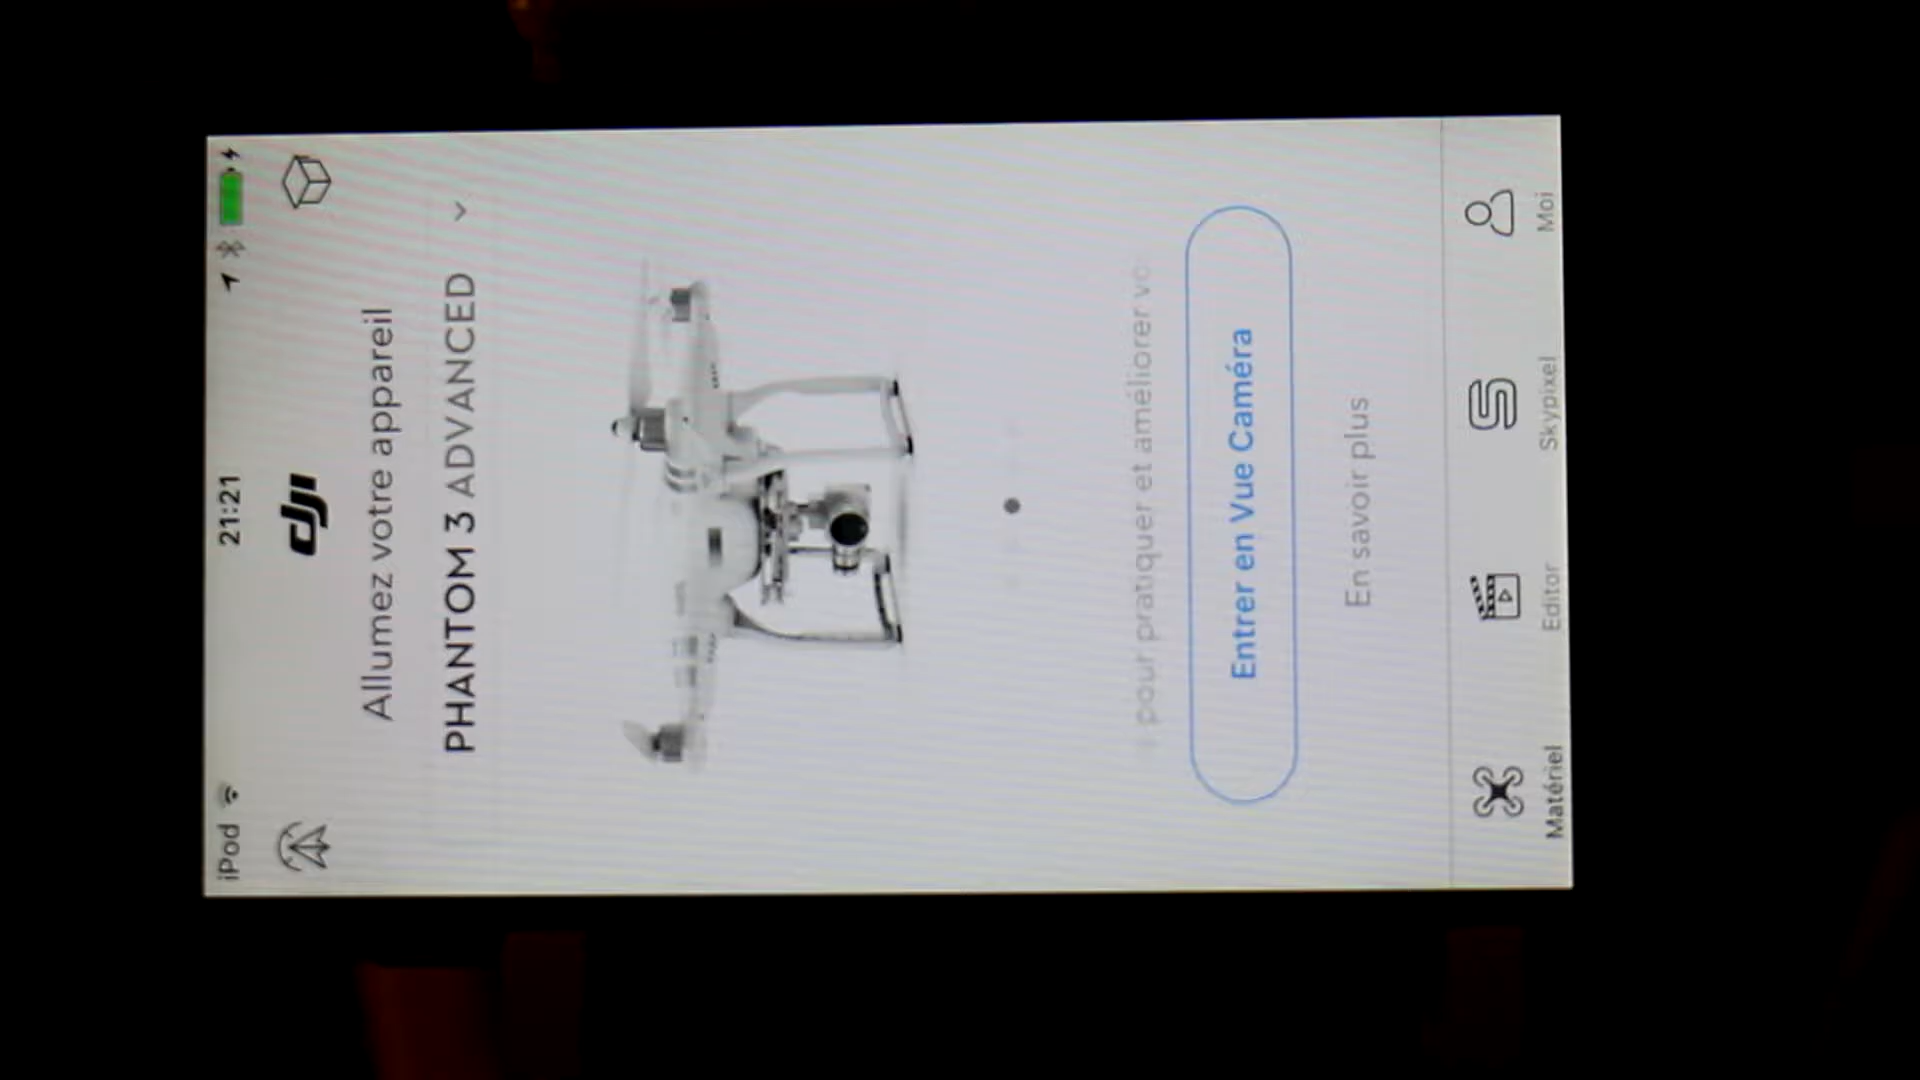 iPod 21:21
dji
Allumez votre appareil
PHANTOM 3 ADVANCED
pour pratiquer et améliorer vo
Entrer en Vue Caméra
En savoir plus
Matériel Editor Skypixel Moi